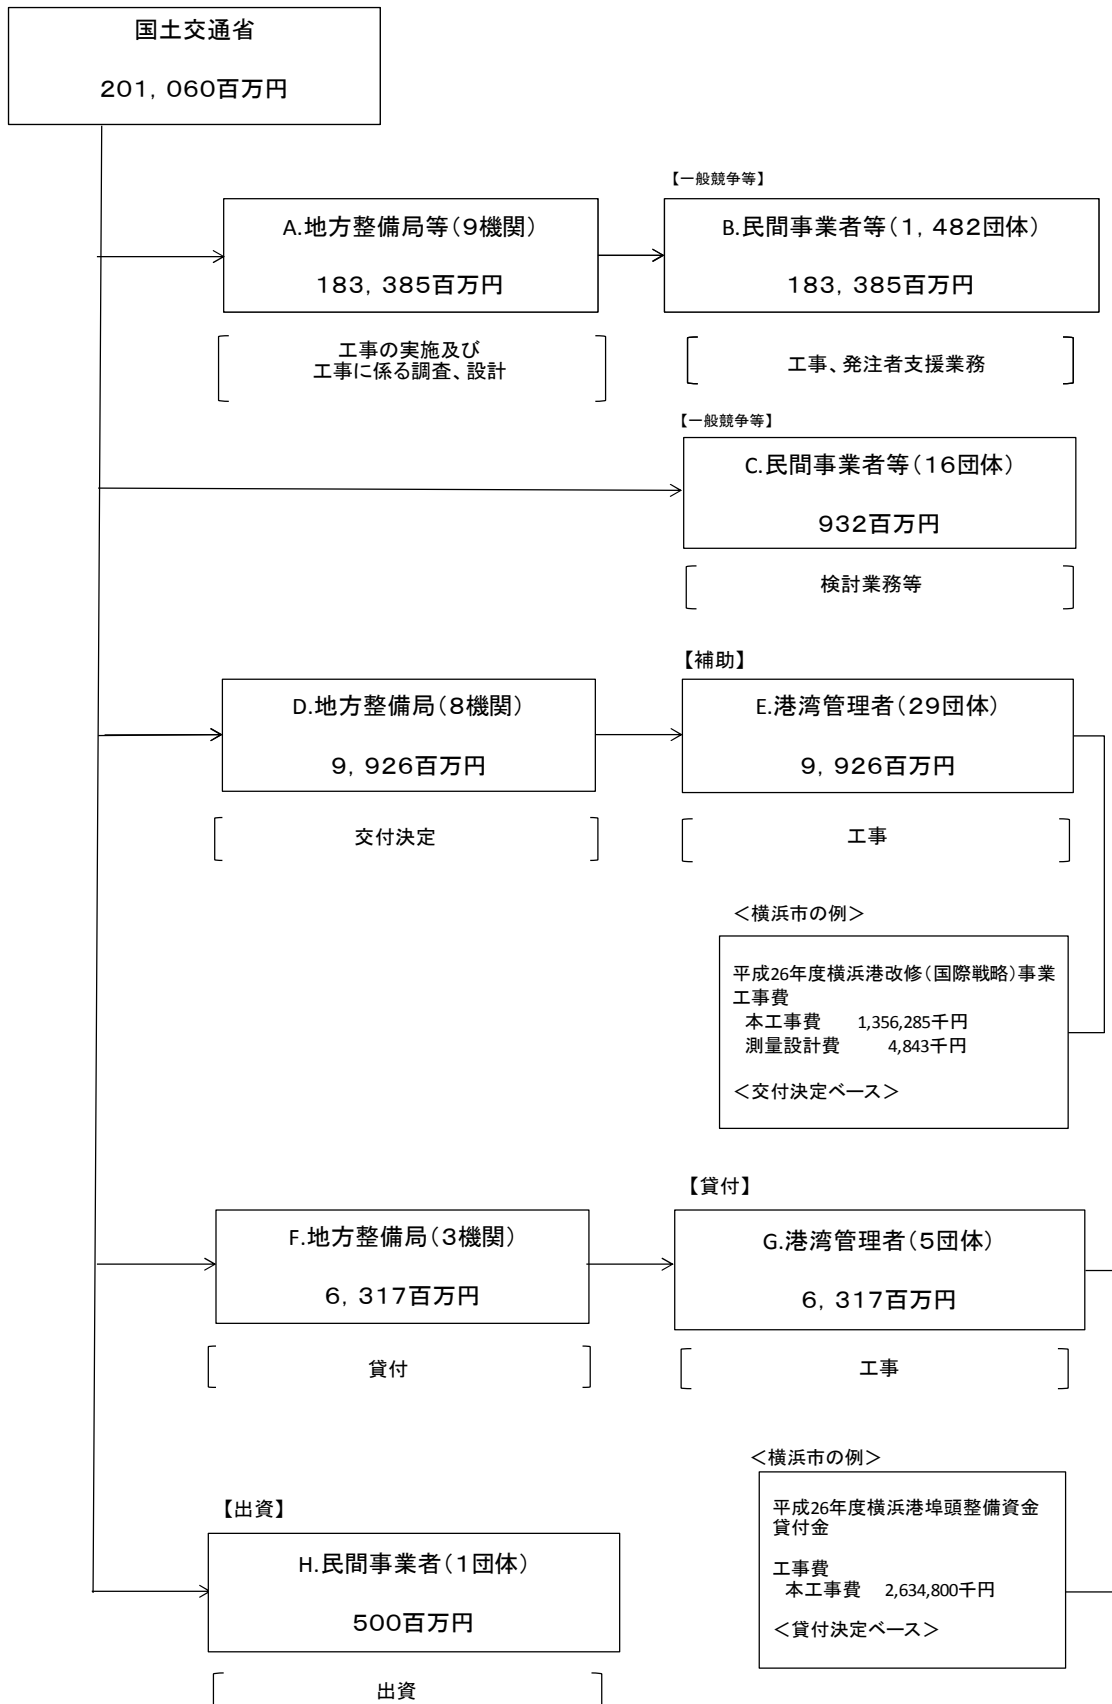 国土交通省
201，060百万円
【一般競争等】
A.地方整備局等（9機関）
183，385百万円
B.民間事業者等（1，482団体）
183，385百万円
工事の実施及び
工事に係る調査、設計
工事、発注者支援業務
【一般競争等】
C.民間事業者等（16団体）
932百万円
検討業務等
【補助】
D.地方整備局（8機関）
9，926百万円
E.港湾管理者（29団体）
9，926百万円
交付決定
工事
＜横浜市の例＞
平成26年度横浜港改修（国際戦略）事業
工事費
本工事費　1,356,285千円
測量設計費　4,843千円
＜交付決定ベース＞
【貸付】
F.地方整備局（3機関）
6，317百万円
G.港湾管理者（5団体）
6，317百万円
貸付
工事
＜横浜市の例＞
平成26年度横浜港埠頭整備資金
貸付金
工事費
本工事費　2,634,800千円
＜貸付決定ベース＞
【出資】
H.民間事業者（1団体）
500百万円
出資